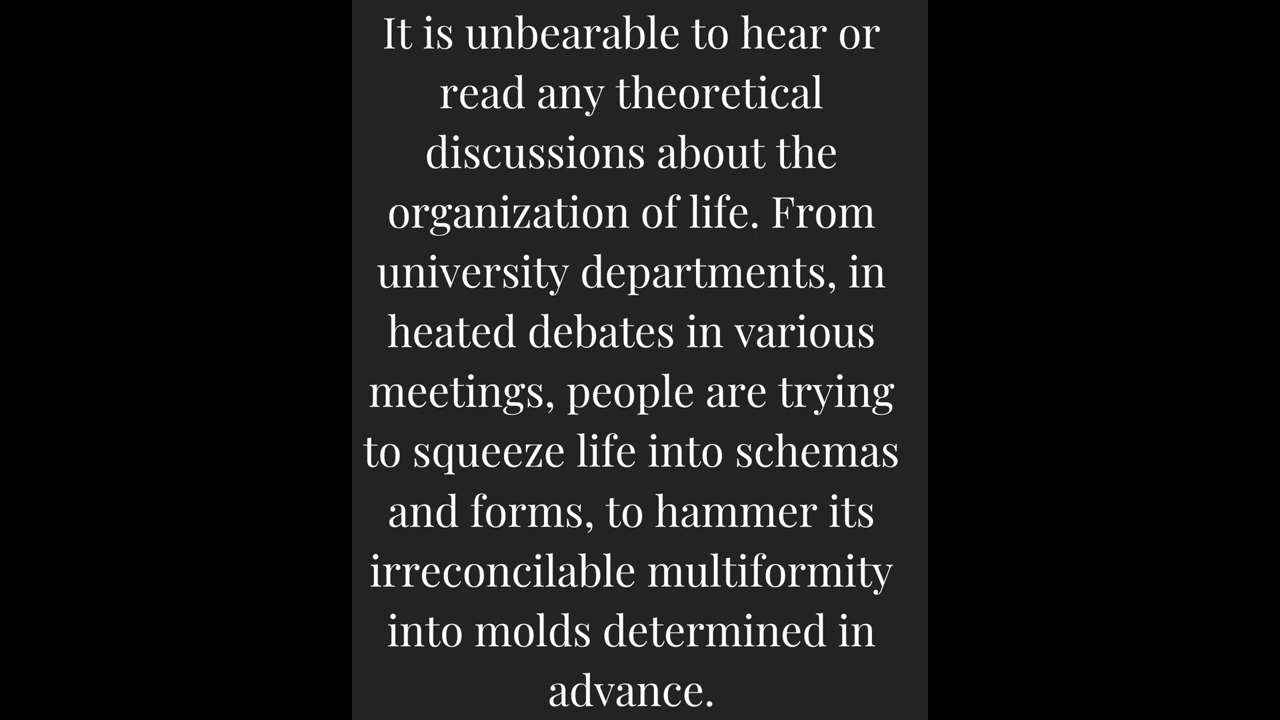 It is unbearable to hear or
read any theoretical
discussions about the
organization of life. From
university departments, in
heated debates in various
meetings, people are trying
to squeeze life into schemas
and forms, to hammer its
irreconcilable multiformity
into molds determined in
advance.